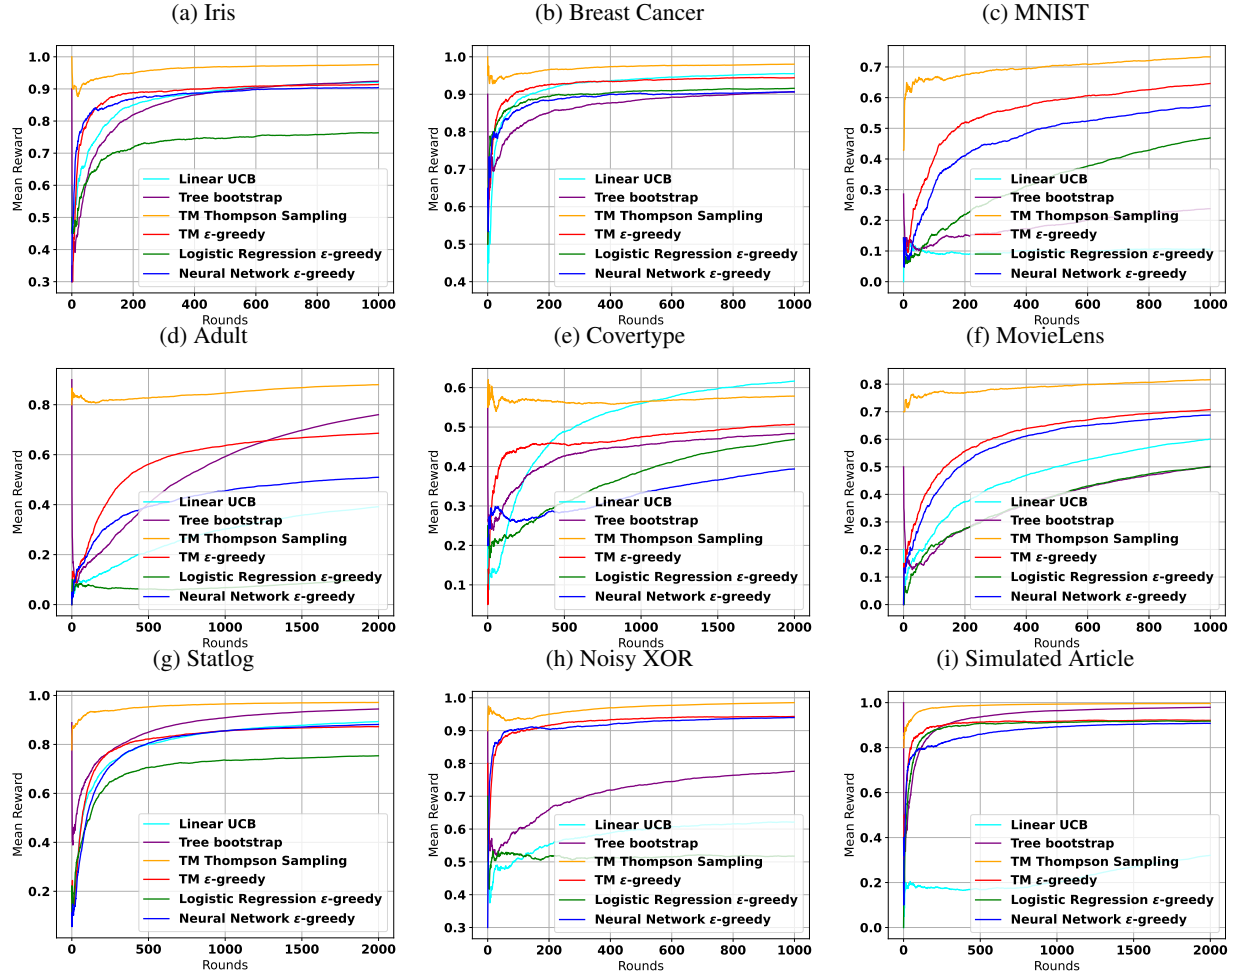 (a) Iris
(b) Breast Cancer
(c) MNIST
Mean Reward
1.0
0.9
0.8
0.7
0.6
0.5
0.4
0.3
Linear UCB
Tree bootstrap
TM Thompson Sampling
TM ε-greedy
Logistic Regression ε-greedy
Neural Network ε-greedy
0 200 400 600 800 1000
Rounds
Mean Reward
1.0
0.9
0.8
0.7
0.6
0.5
0.4
Linear UCB
Tree bootstrap
TM Thompson Sampling
TM ε-greedy
Logistic Regression ε-greedy
Neural Network ε-greedy
0 200 400 600 800 1000
Rounds
Mean Reward
0.7
0.6
0.5
0.4
0.3
0.2
0.1
0.0
Linear UCB
Tree bootstrap
TM Thompson Sampling
TM ε-greedy
Logistic Regression ε-greedy
Neural Network ε-greedy
0 200 400 600 800 1000
Rounds
(d) Adult
(e) Covertype
(f) MovieLens
Mean Reward
0.8
0.6
0.4
0.2
0.0
Linear UCB
Tree bootstrap
TM Thompson Sampling
TM ε-greedy
Logistic Regression ε-greedy
Neural Network ε-greedy
0 500 1000 1500 2000
Rounds
Mean Reward
0.6
0.5
0.4
0.3
0.2
0.1
Linear UCB
Tree bootstrap
TM Thompson Sampling
TM ε-greedy
Logistic Regression ε-greedy
Neural Network ε-greedy
0 500 1000 1500 2000
Rounds
Mean Reward
0.8
0.7
0.6
0.5
0.4
0.3
0.2
0.1
0.0
Linear UCB
Tree bootstrap
TM Thompson Sampling
TM ε-greedy
Logistic Regression ε-greedy
Neural Network ε-greedy
0 200 400 600 800 1000
Rounds
(g) Statlog
(h) Noisy XOR
(i) Simulated Article
Mean Reward
1.0
0.8
0.6
0.4
0.2
Linear UCB
Tree bootstrap
TM Thompson Sampling
TM ε-greedy
Logistic Regression ε-greedy
Neural Network ε-greedy
0 500 1000 1500 2000
Rounds
Mean Reward
1.0
0.9
0.8
0.7
0.6
0.5
0.4
0.3
Linear UCB
Tree bootstrap
TM Thompson Sampling
TM ε-greedy
Logistic Regression ε-greedy
Neural Network ε-greedy
0 200 400 600 800 1000
Rounds
Mean Reward
1.0
0.8
0.6
0.4
0.2
0.0
Linear UCB
Tree bootstrap
TM Thompson Sampling
TM ε-greedy
Logistic Regression ε-greedy
Neural Network ε-greedy
0 500 1000 1500 2000
Rounds